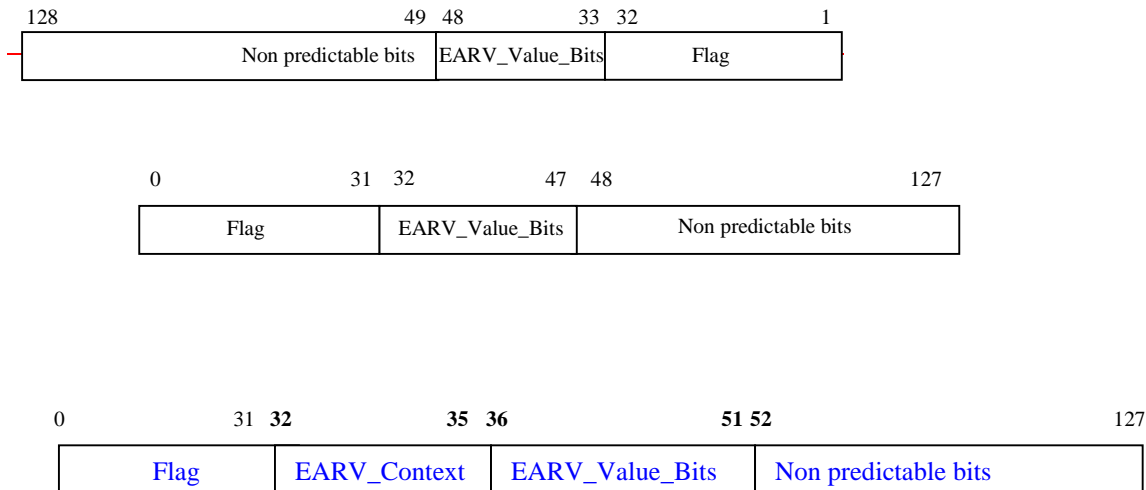 128 49 48 33 32 1
Non predictable bits EARV_Value_Bits Flag
0 31 32 47 48 127
Flag EARV_Value_Bits Non predictable bits
0 31 32 35 36 51 52 127
Flag EARV_Context EARV_Value_Bits Non predictable bits